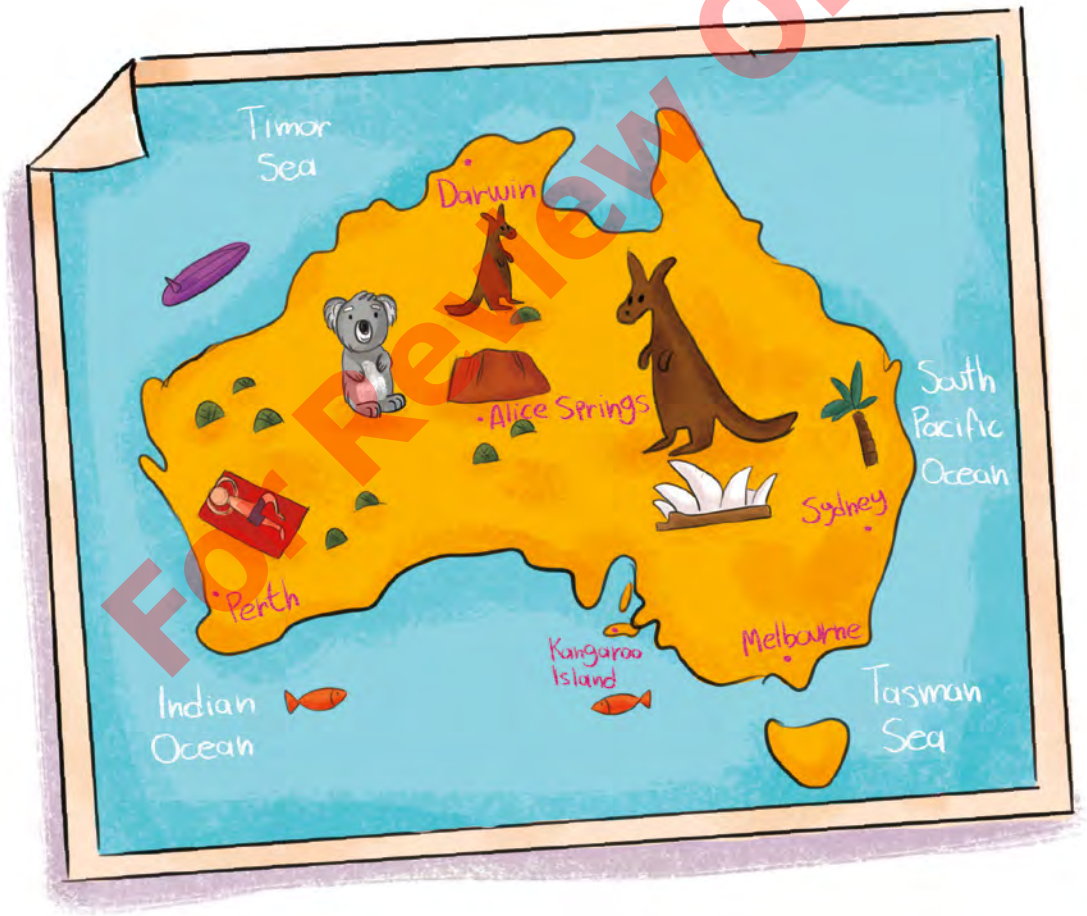 Timor
Sea
Darwin
South
Pacific
Ocean
Alice Springs
Sydney
Perth
Kangaroo
Island
Melbourne
Indian
Ocean
Tasman
Sea
For Review O